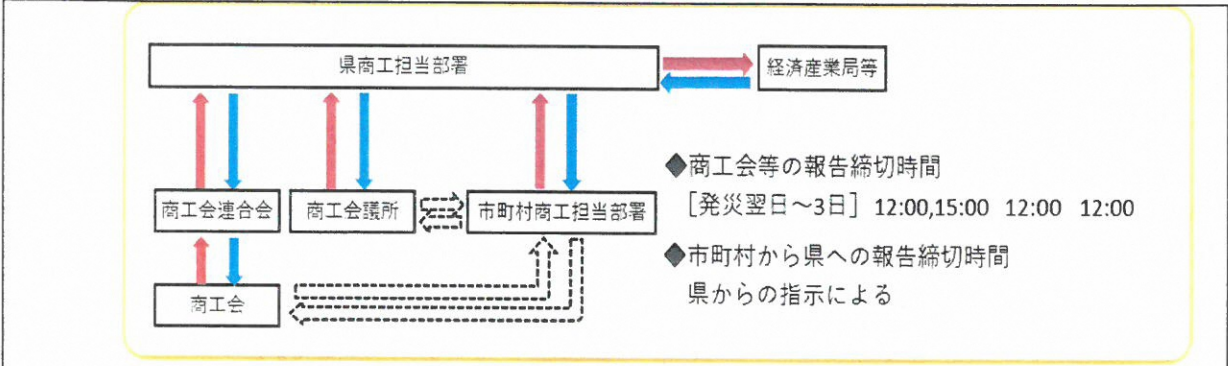 県商工担当部署
経済産業局等
商工会連合会
商工会議所
市町村商工担当部署
商工会
◆商工会等の報告締切時間
[発災翌日～3日] 12:00,15:00 12:00 12:00
◆市町村から県への報告締切時間
県からの指示による